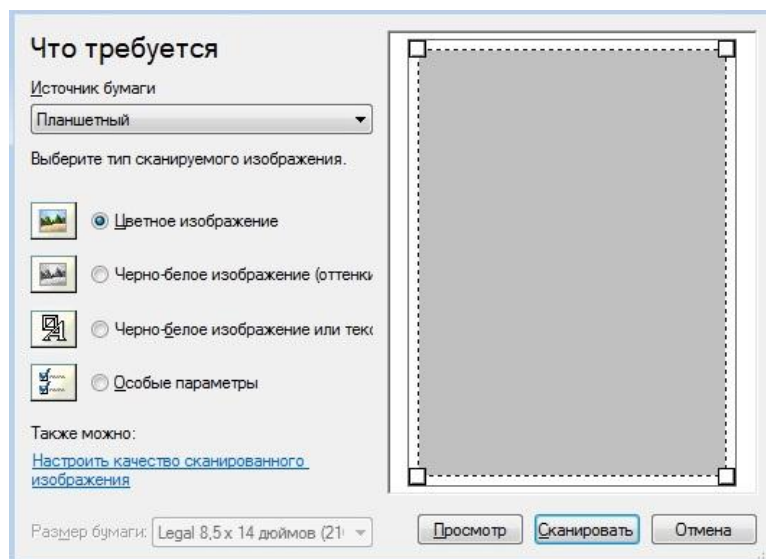 Что требуется
Источник бумаги
Планшетный
Выберите тип сканируемого изображения.
Цветное изображение
Черно-белое изображение (оттенки
Черно-белое изображение или текс
Особые параметры
Также можно:
Настроить качество сканированного
изображения
Размер бумаги: Legal 8,5 x 14 дюймов (21
Просмотр Сканировать Отмена